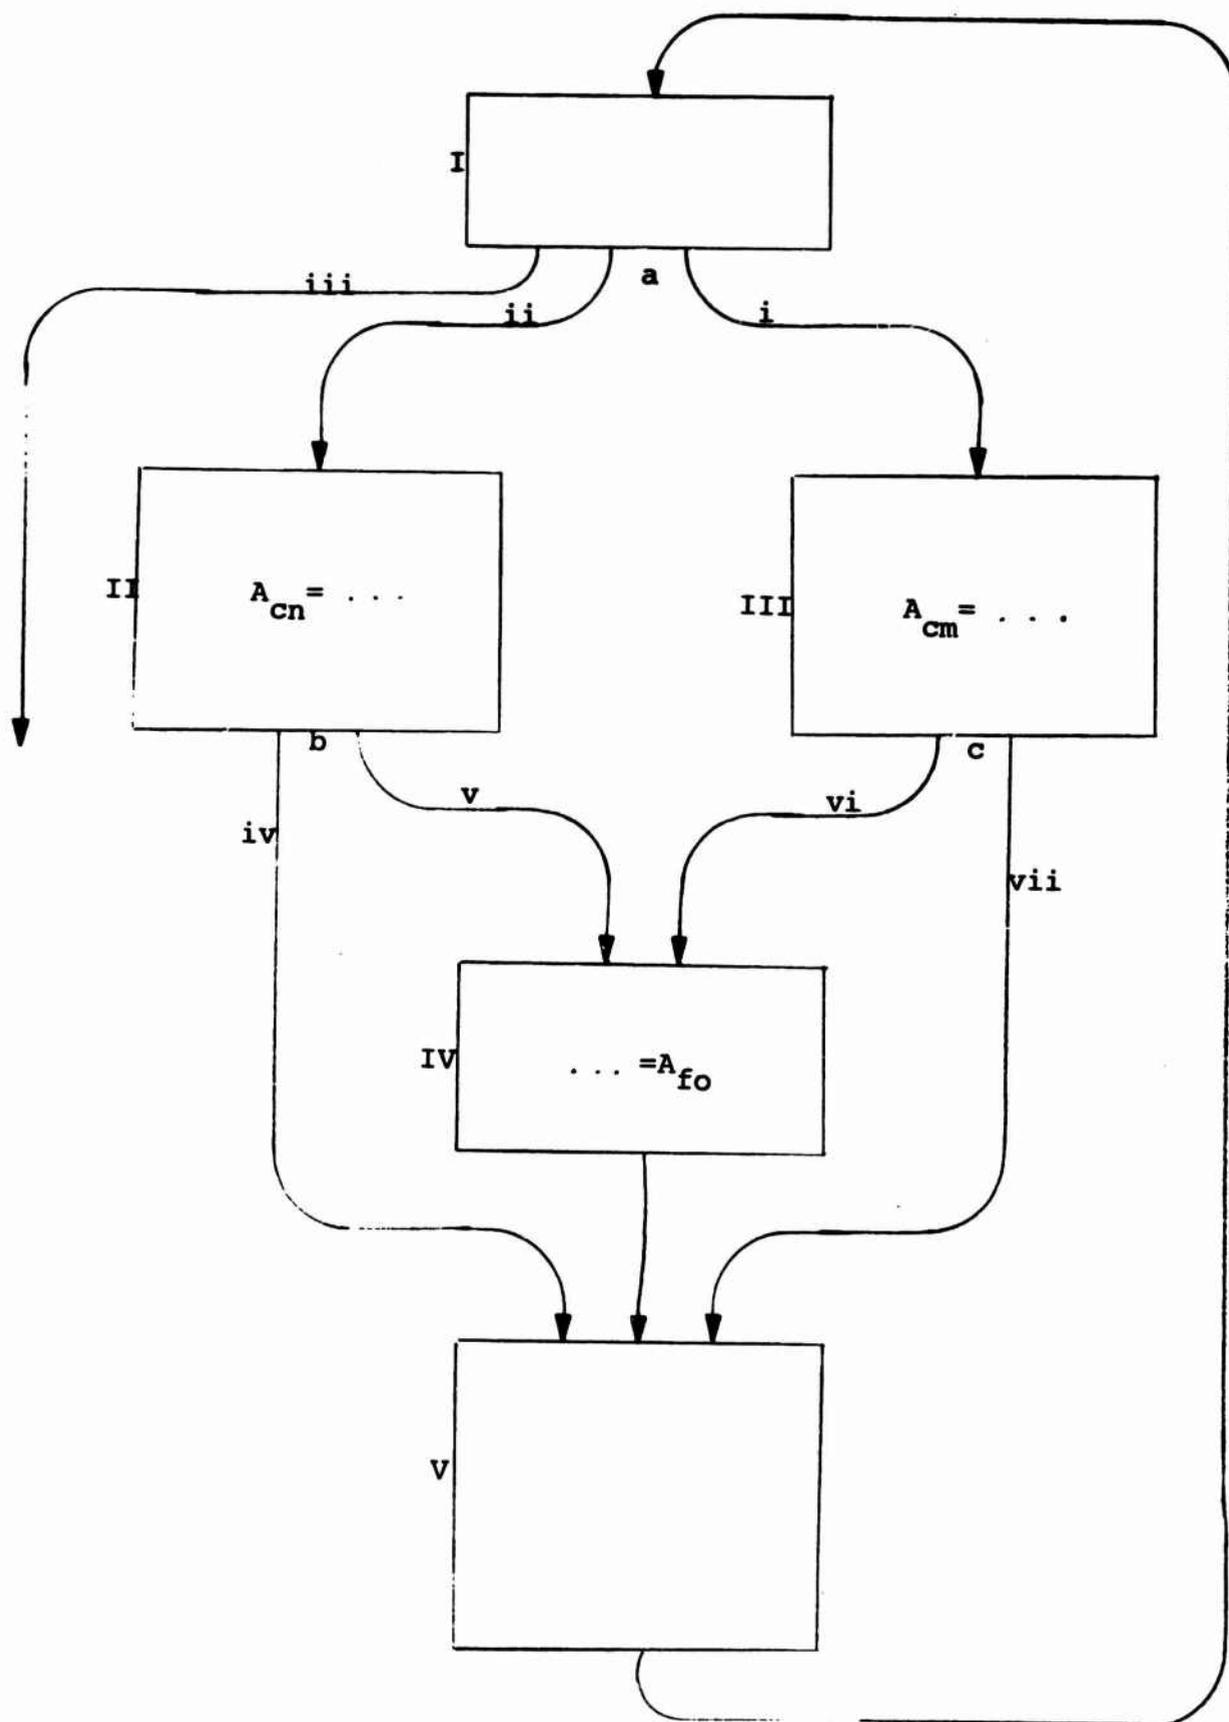 I
a
iii
ii
i
II
A_cn = ...
III
A_cm = ...
b
c
v
vi
iv
vii
IV
... =A_fo
V